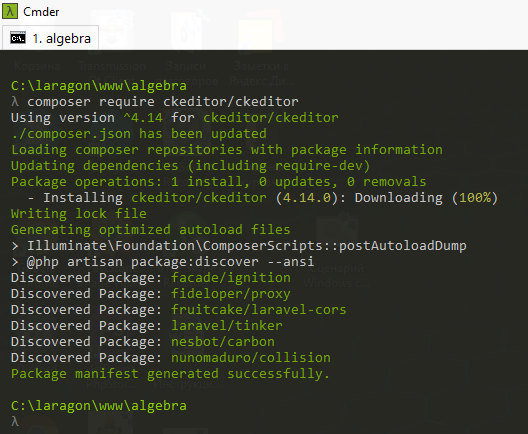 Cmder
1. algebra
C:\laragon\www\algebra
λ composer require ckeditor/ckeditor
Using version ^4.14 for ckeditor/ckeditor
./composer.json has been updated
Loading composer repositories with package information
Updating dependencies (including require-dev)
Package operations: 1 install, 0 updates, 0 removals
  - Installing ckeditor/ckeditor (4.14.0): Downloading (100%)
Writing lock file
Generating optimized autoload files
> Illuminate\Foundation\ComposerScripts::postAutoloadDump
> @php artisan package:discover --ansi
Discovered Package: facade/ignition
Discovered Package: fideloper/proxy
Discovered Package: fruitcake/laravel-cors
Discovered Package: laravel/tinker
Discovered Package: nesbot/carbon
Discovered Package: nunomaduro/collision
Package manifest generated successfully.
C:\laragon\www\algebra
λ